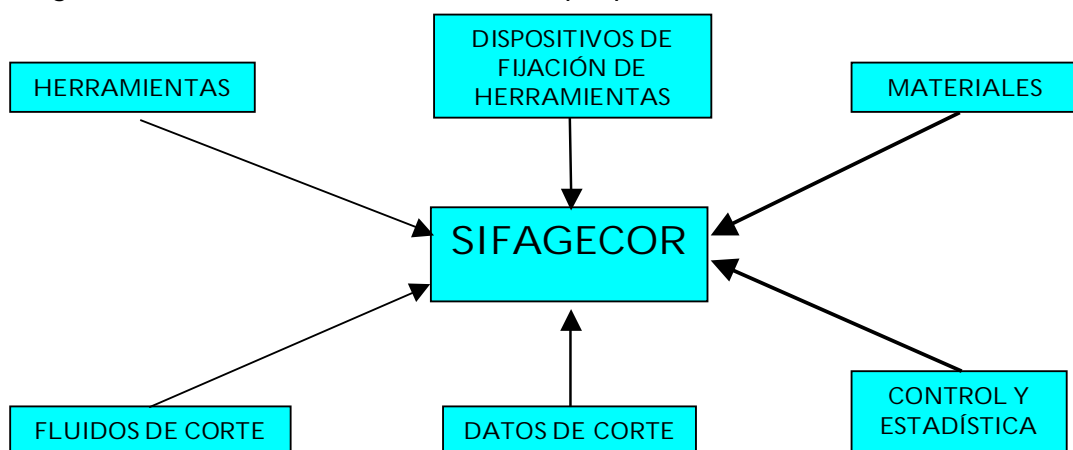 DISPOSITIVOS DE
FIJACIÓN DE
HERRAMIENTAS
HERRAMIENTAS
MATERIALES
SIFAGECOR
FLUIDOS DE CORTE
DATOS DE CORTE
CONTROL Y
ESTADÍSTICA